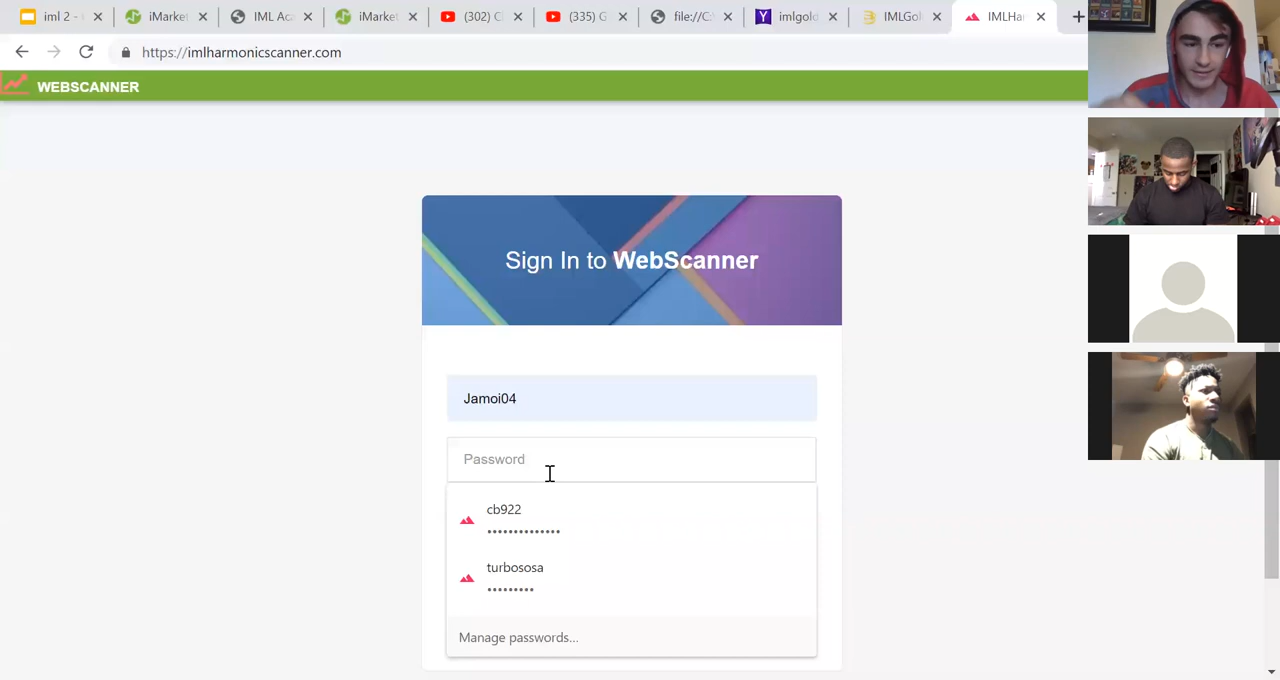 iml 2 -
iMarket
IML Aca
iMarket
(302) C
(335) G
file://C:/
imlgold
IMLGol
IMLHar
https://imlharmonicscanner.com
WEBSCANNER
Sign In to WebScanner
Jamoi04
Password
cb922
••••••••••••••
turbososa
•••••••••
Manage passwords...